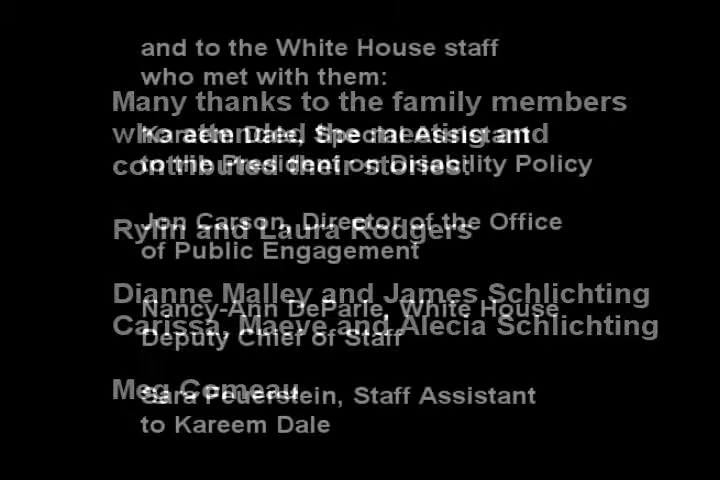 and to the White House staff
who met with them:
Many thanks to the family members
who attended the meeting and
contributed their stories:
Kareem Dale, Special Assistant
to the President on Disability Policy
Jon Carson, Director of the Office
of Public Engagement
Rylin and Laura Rodgers
Dianne Malley and James Schlichting
Carissa, Maeve and Alecia Schlichting
Nancy-Ann DeParle, White House
Deputy Chief of Staff
Meg Comeau
Sara Feuerstein, Staff Assistant
to Kareem Dale